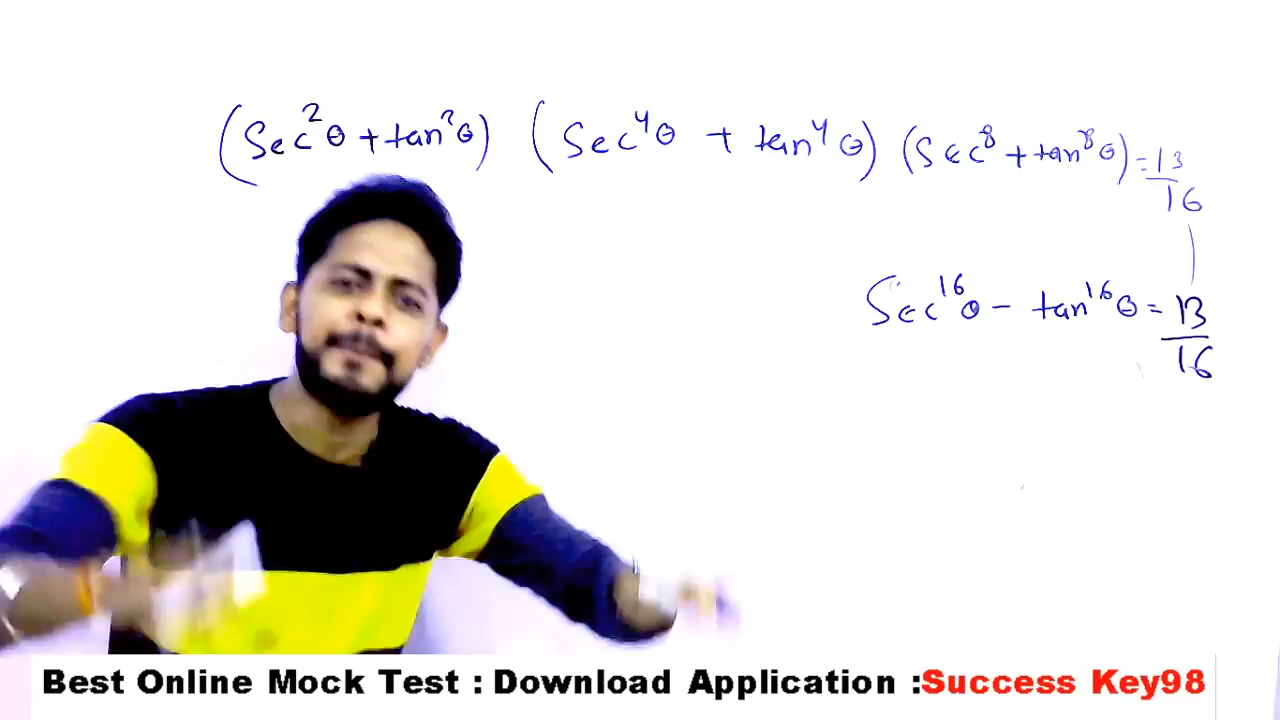 (Sec²θ + tan²θ) (Sec⁴θ + tan⁴θ) (Sec⁸ + tan⁸θ) = 13/16
Sec¹⁶θ - tan¹⁶θ = 13/16
Best Online Mock Test : Download Application :Success Key98